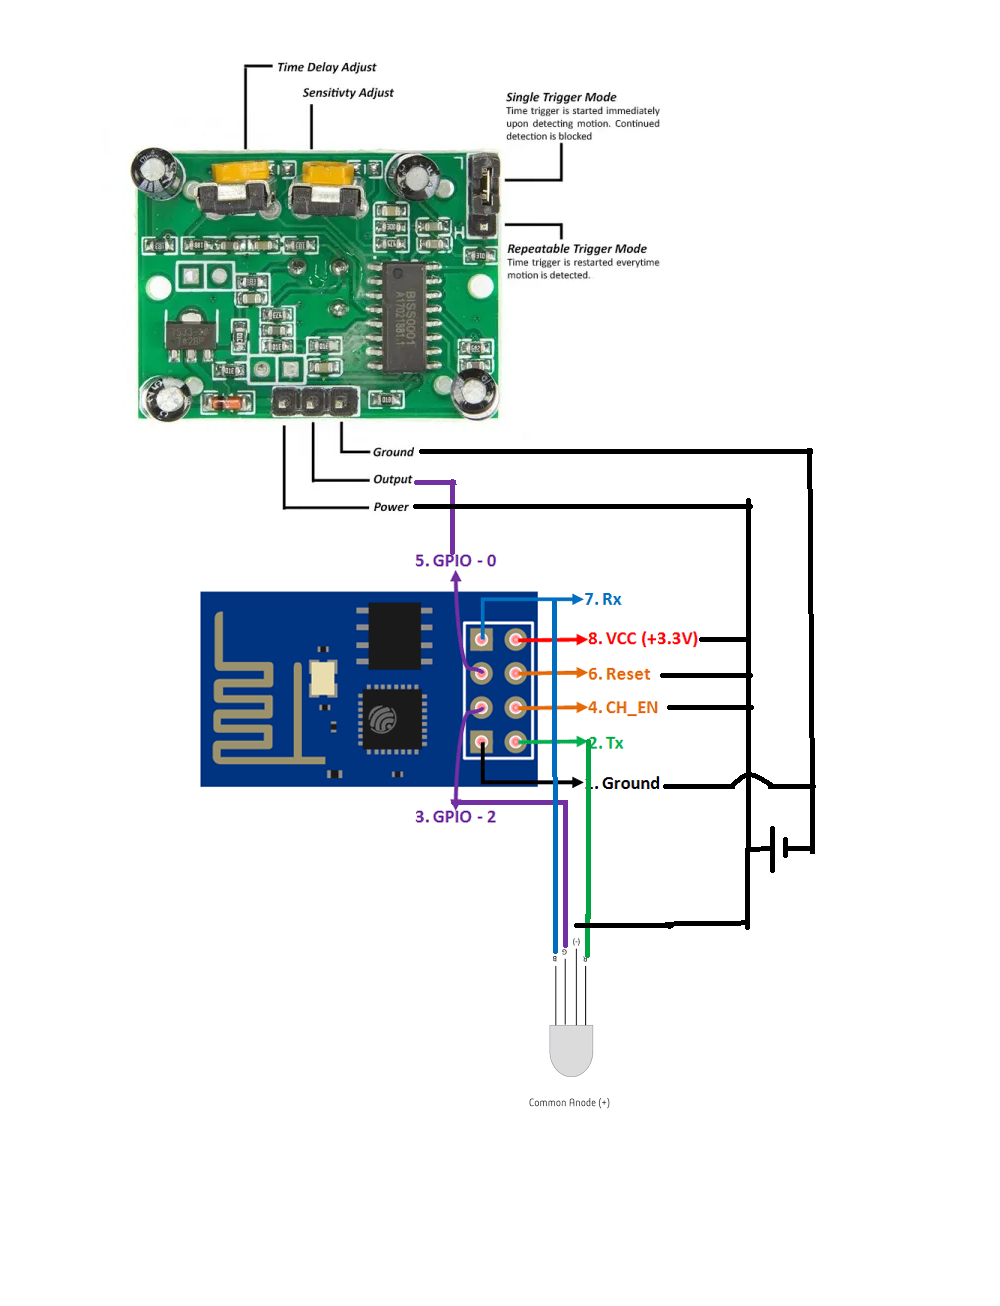 Time Delay Adjust
Sensitivty Adjust
Single Trigger Mode
Time trigger is started immediately
upon detecting motion. Continued
detection is blocked
Repeatable Trigger Mode
Time trigger is restarted everytime
motion is detected.
BISS0001
Ground
Output
Power
5. GPIO - 0
7. Rx
8. VCC (+3.3V)
6. Reset
4. CH_EN
2. Tx
1. Ground
3. GPIO - 2
B
G
(-)
R
Common Anode (+)